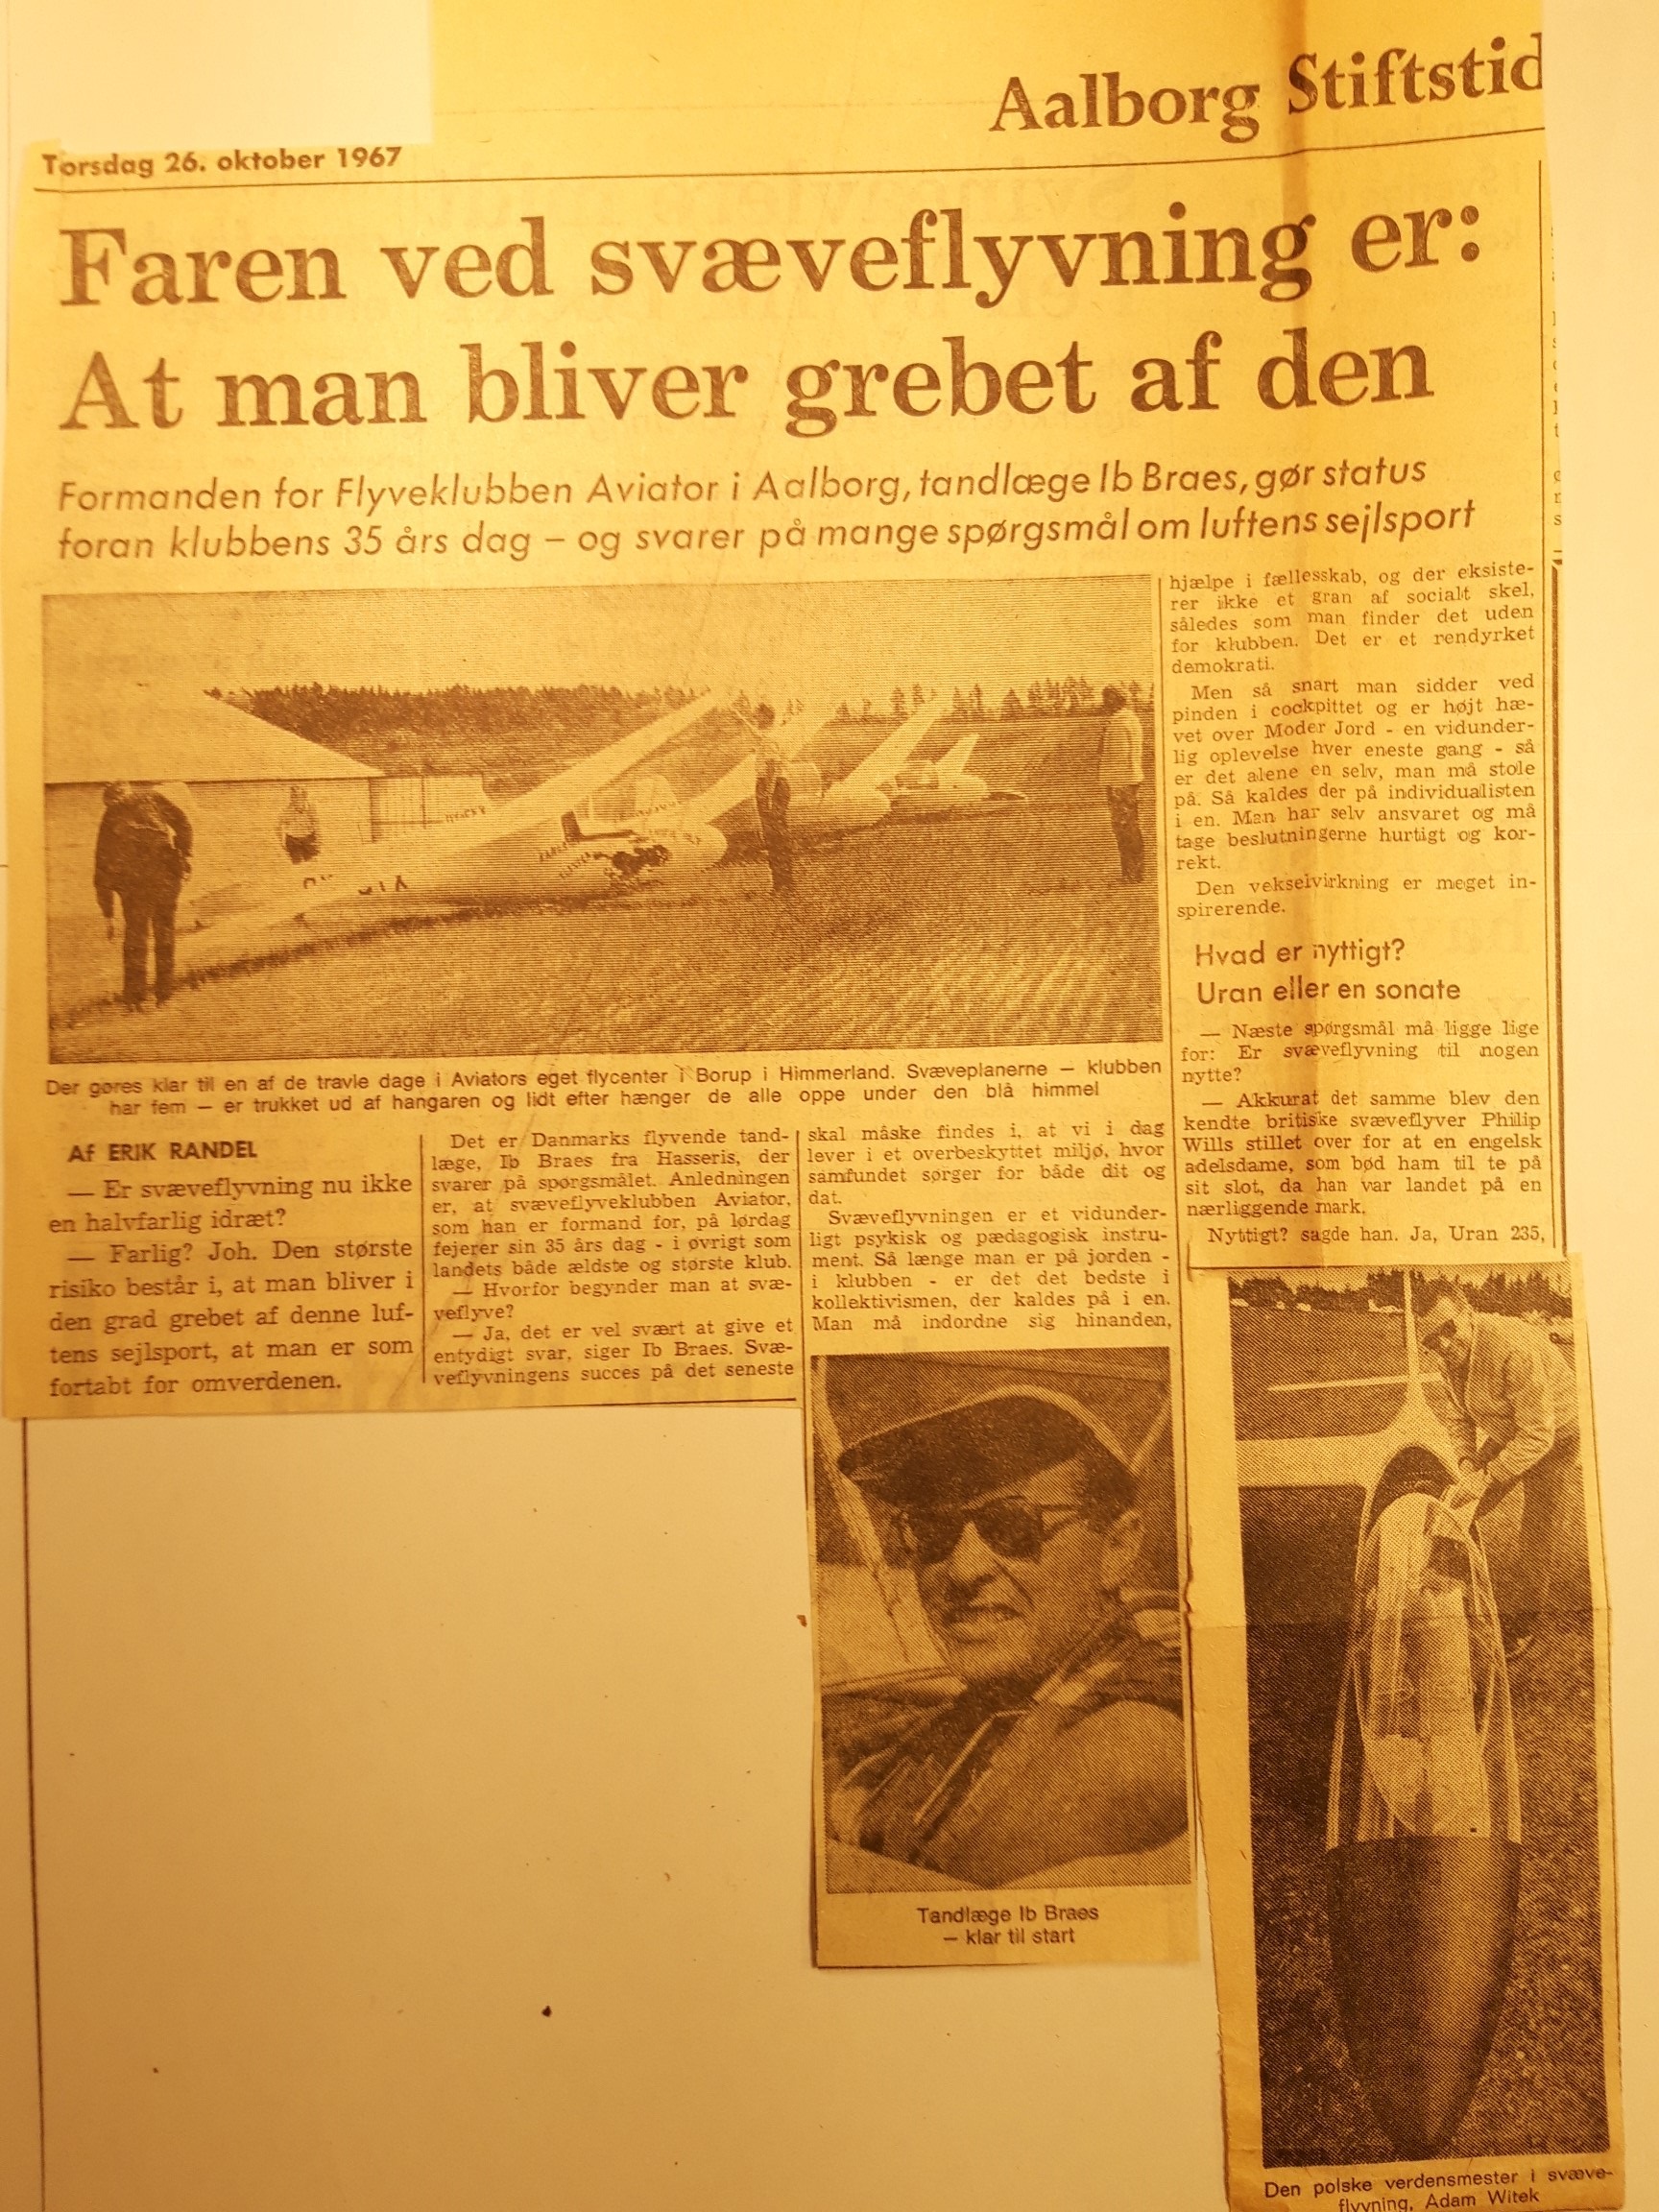 Aalborg Stiftstid
Torsdag 26. oktober 1967
Faren ved svæveflyvning er:
At man bliver grebet af den
Formanden for Flyveklubben Aviator i Aalborg, tandlæge Ib Braes, gør status
foran klubbens 35 års dag – og svarer på mange spørgsmål om luftens sejlsport
Der gøres klar til en af de travle dage i Aviators eget flycenter i Borup i Himmerland. Svæveplanerne — klubben
har fem — er trukket ud af hangaren og lidt efter hænger de alle oppe under den blå himmel
Af ERIK RANDEL
— Er svæveflyvning nu ikke
en halvfarlig idræt?
— Farlig? Joh. Den største
risiko består i, at man bliver i
den grad grebet af denne luf-
tens sejlsport, at man er som
fortabt for omverdenen.
Det er Danmarks flyvende tand-
læge, Ib Braes fra Hasseris, der
svarer på spørgsmålet. Anledningen
er, at svæveflyveklubben Aviator,
som han er formand for, på lørdag
fejerer sin 35 års dag - i øvrigt som
landets både ældste og største klub.
— Hvorfor begynder man at svæ-
veflyve?
— Ja, det er vel svært at give et
entydigt svar, siger Ib Braes. Svæ-
veflyvningens succes på det seneste
skal måske findes i, at vi i dag
lever i et overbeskyttet miljø, hvor
samfundet sørger for både dit og
dat.
Svæveflyvningen er et vidunder-
ligt psykisk og pædagogisk instru-
ment. Så længe man er på jorden -
i klubben - er det det bedste i
kollektivismen, der kaldes på i en.
Man må indordne sig hinanden,
hjælpe i fællesskab, og der eksiste-
rer ikke et gran af socialt skel,
således som man finder det uden
for klubben. Det er et rendyrket
demokrati.
Men så snart man sidder ved
pinden i cockpittet og er højt hæ-
vet over Moder Jord - en vidunder-
lig oplevelse hver eneste gang - så
er det alene en selv, man må stole
på. Så kaldes der på individualisten
i en. Man har selv ansvaret og må
tage beslutningerne hurtigt og kor-
rekt.
Den vekselvirkning er meget in-
spirerende.
Hvad er nyttigt?
Uran eller en sonate
— Næste spørgsmål må ligge lige
for: Er svæveflyvning til nogen
nytte?
— Akkurat det samme blev den
kendte britiske svæveflyver Philip
Wills stillet over for at en engelsk
adelsdame, som bød ham til te på
sit slot, da han var landet på en
nærliggende mark.
Nyttigt? sagde han. Ja, Uran 235,
Tandlæge Ib Braes
— klar til start
Den polske verdensmester i svæve-
flyvning, Adam Witek